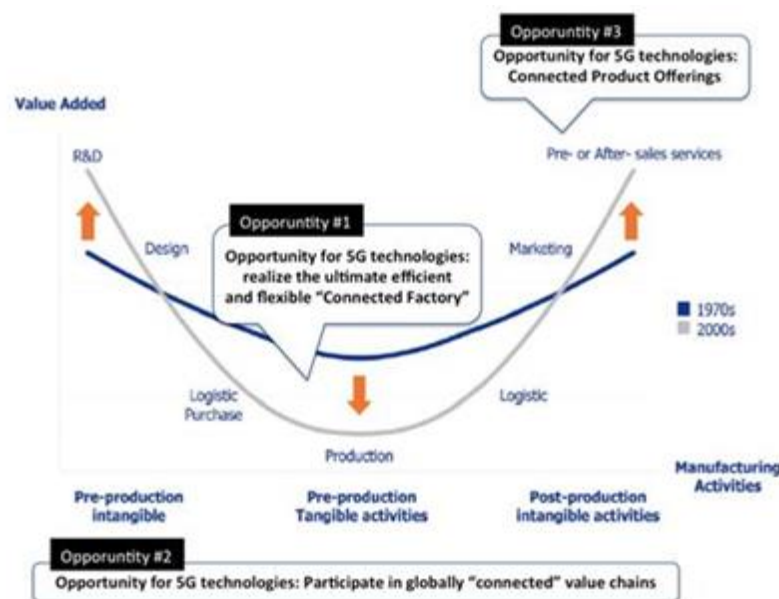 Opporuntity #3
Opportunity for 5G technologies:
Connected Product Offerings
Value Added
R&D
Pre- or After- sales services
Opporuntity #1
Opportunity for 5G technologies:
realize the ultimate efficient
and flexible “Connected Factory”
Design
Marketing
1970s
2000s
Logistic
Purchase
Logistic
Production
Manufacturing
Activities
Pre-production
intangible
Pre-production
Tangible activities
Post-production
intangible activities
Opporuntity #2
Opportunity for 5G technologies: Participate in globally “connected” value chains